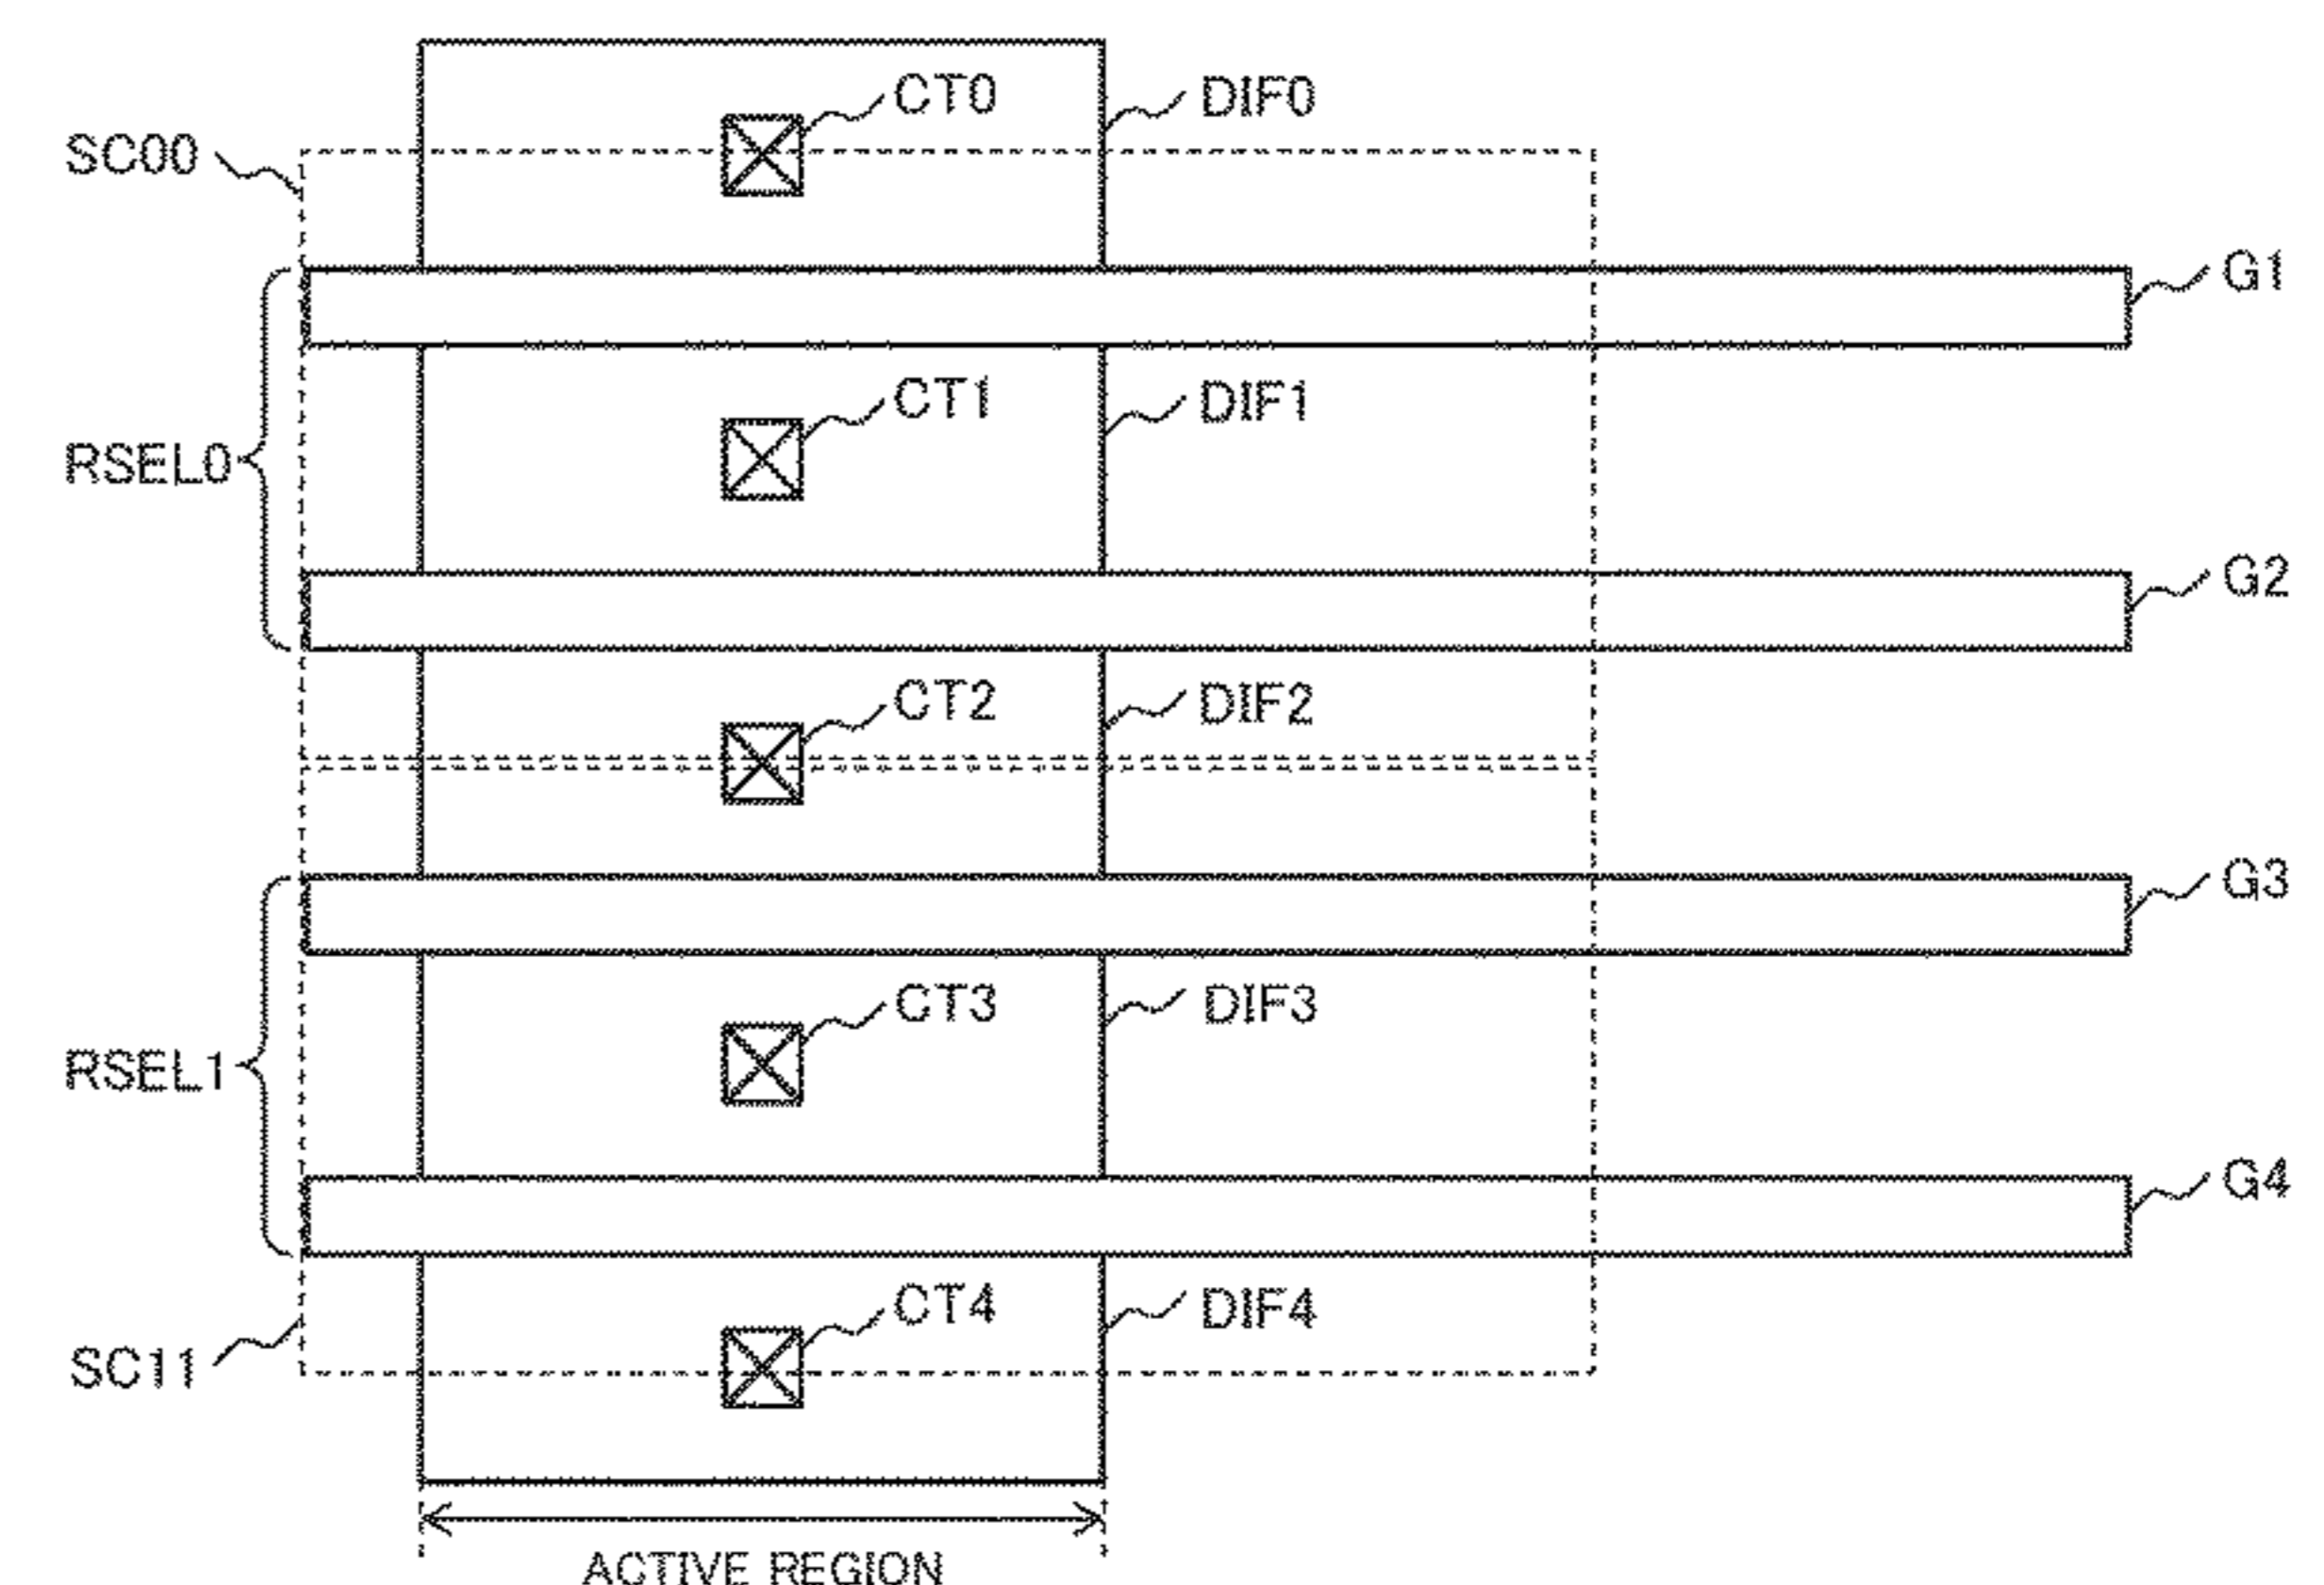 CT0
DIF0
SC00
G1
CT1
DIF1
RSEL0
G2
CT2
DIF2
G3
CT3
DIF3
RSEL1
G4
CT4
DIF4
SC11
ACTIVE REGION